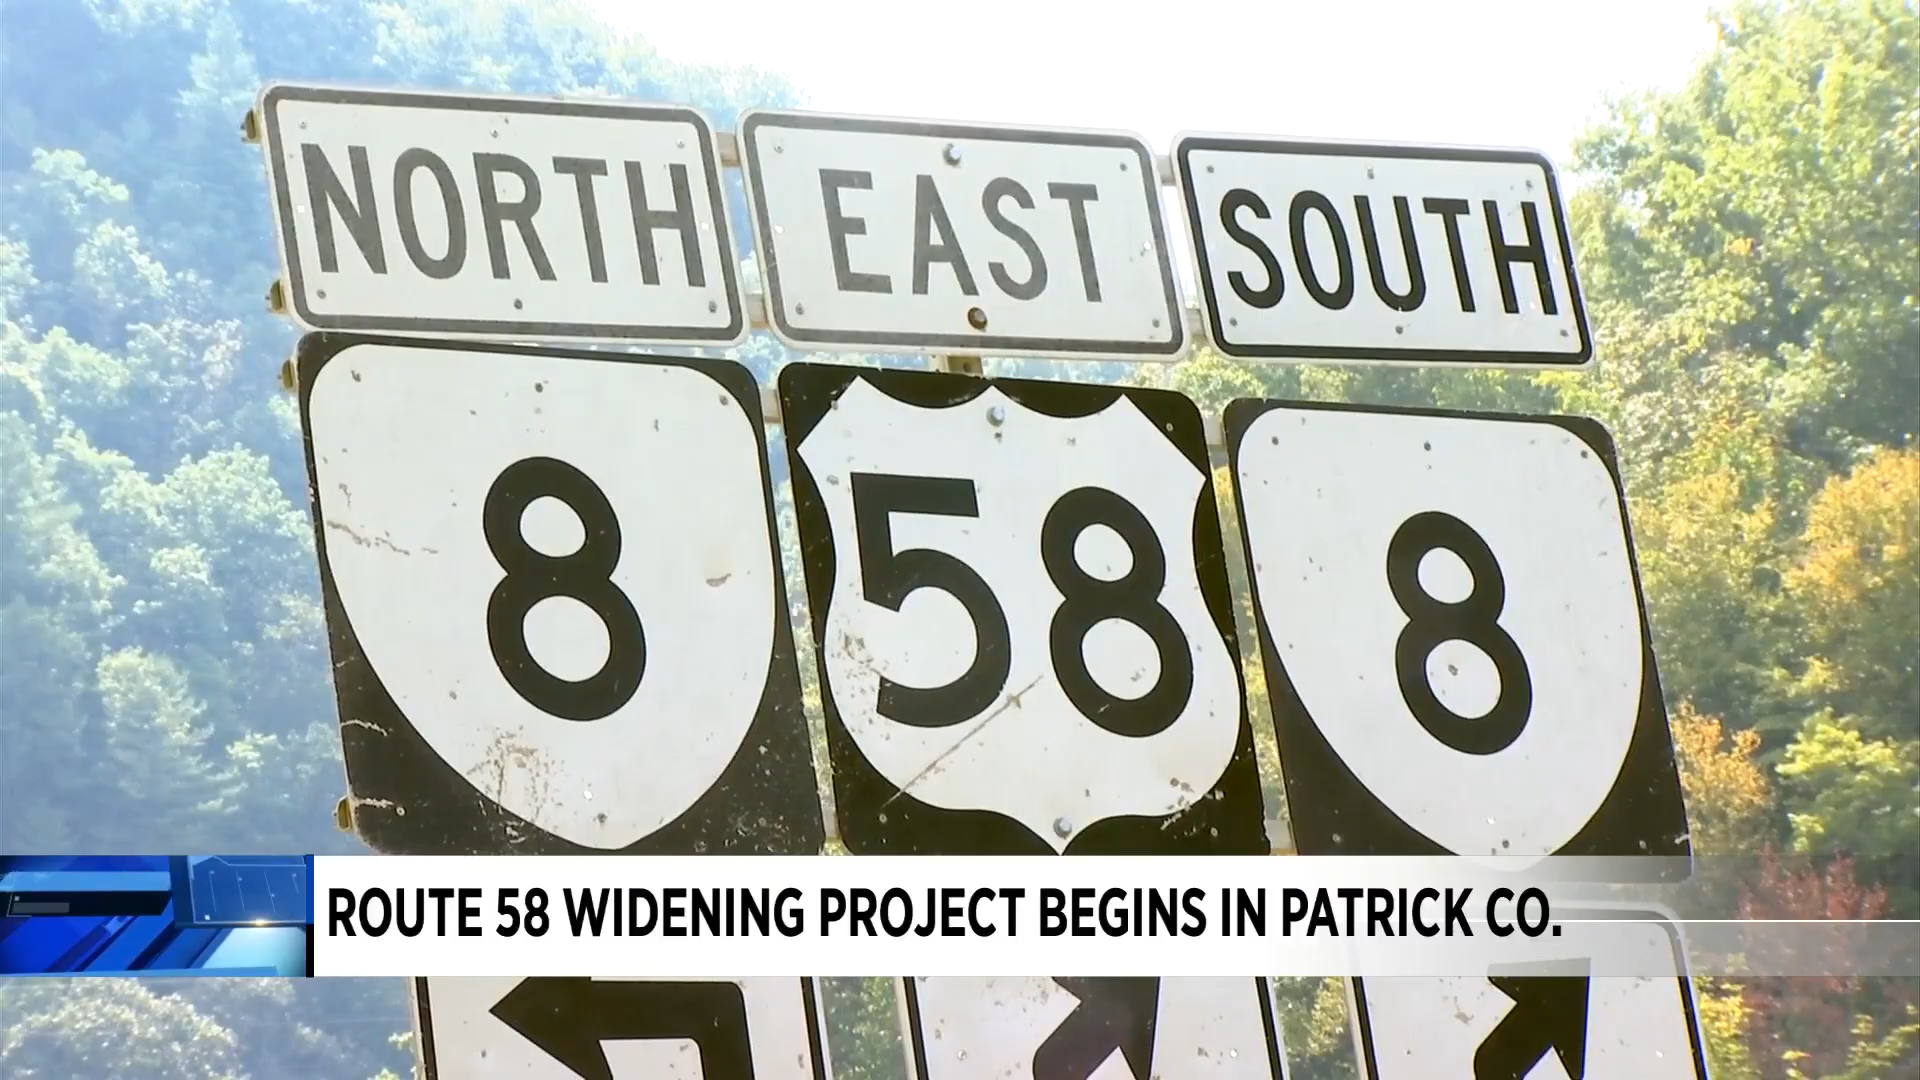 NORTH EAST SOUTH
8 58 8
ROUTE 58 WIDENING PROJECT BEGINS IN PATRICK CO.